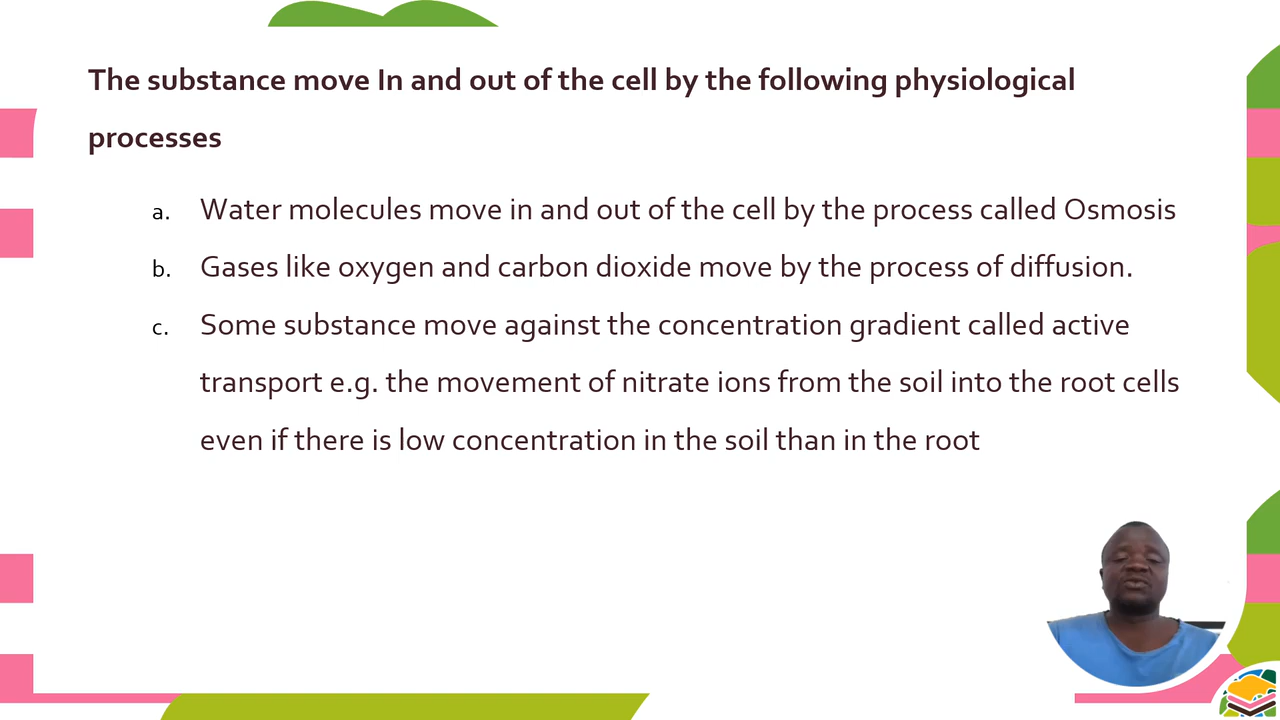 The substance move In and out of the cell by the following physiological
processes
a. Water molecules move in and out of the cell by the process called Osmosis
b. Gases like oxygen and carbon dioxide move by the process of diffusion.
c. Some substance move against the concentration gradient called active
transport e.g. the movement of nitrate ions from the soil into the root cells
even if there is low concentration in the soil than in the root